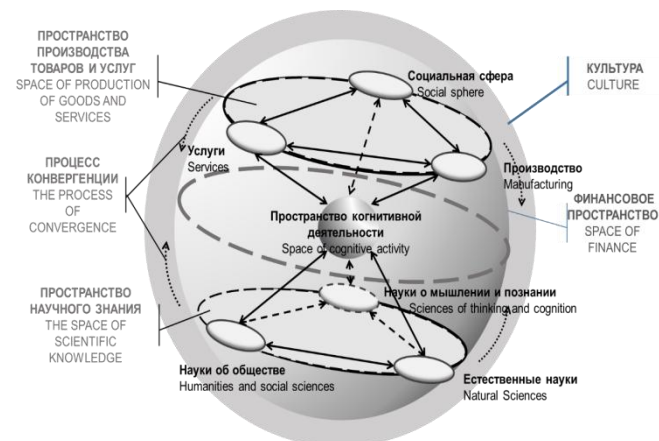 ПРОСТРАНСТВО
ПРОИЗВОДСТВА
ТОВАРОВ И УСЛУГ
SPACE OF PRODUCTION
OF GOODS AND
SERVICES
Социальная сфера
Social sphere
КУЛЬТУРА
CULTURE
Услуги
Services
ПРОЦЕСС
КОНВЕРГЕНЦИИ
THE PROCESS
OF
CONVERGENCE
Производство
Manufacturing
ФИНАНСОВОЕ
ПРОСТРАНСТВО
SPACE OF
FINANCE
Пространство когнитивной
деятельности
Space of cognitive activity
ПРОСТРАНСТВО
НАУЧНОГО ЗНАНИЯ
THE SPACE OF
SCIENTIFIC
KNOWLEDGE
Науки о мышлении и познании
Sciences of thinking and cognition
Науки об обществе
Humanities and social sciences
Естественные науки
Natural Sciences